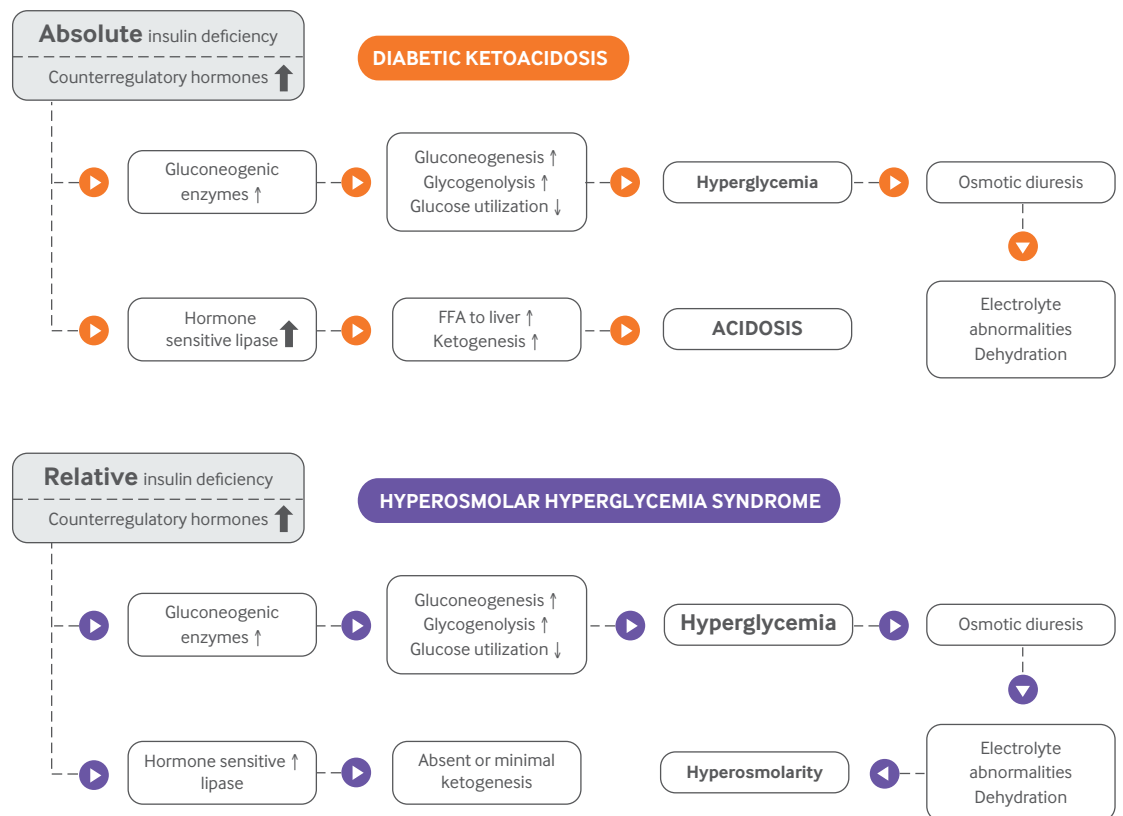 Absolute insulin deficiency
Counterregulatory hormones ↑
DIABETIC KETOACIDOSIS
Gluconeogenic
enzymes ↑
Gluconeogenesis ↑
Glycogenolysis ↑
Glucose utilization ↓
Hyperglycemia
Osmotic diuresis
Hormone
sensitive lipase ↑
FFA to liver ↑
Ketogenesis ↑
ACIDOSIS
Electrolyte
abnormalities
Dehydration
Relative insulin deficiency
Counterregulatory hormones ↑
HYPEROSMOLAR HYPERGLYCEMIA SYNDROME
Gluconeogenic
enzymes ↑
Gluconeogenesis ↑
Glycogenolysis ↑
Glucose utilization ↓
Hyperglycemia
Osmotic diuresis
Hormone sensitive ↑
lipase
Absent or minimal
ketogenesis
Hyperosmolarity
Electrolyte
abnormalities
Dehydration